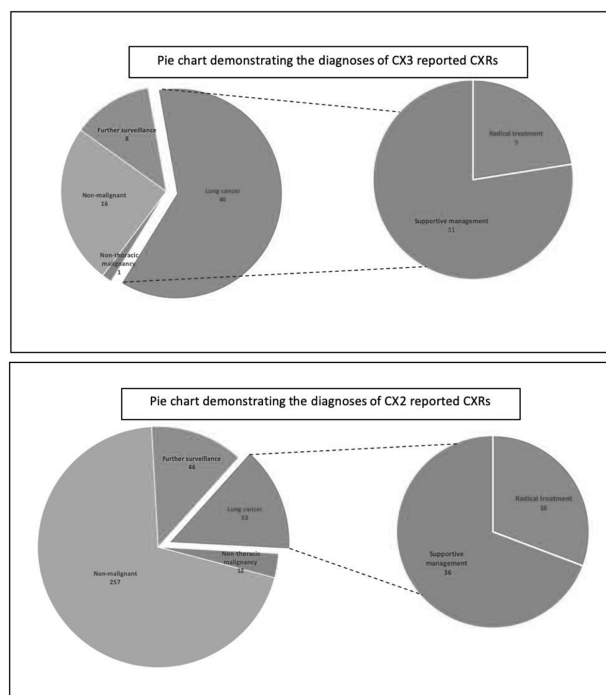 Pie chart demonstrating the diagnoses of CX3 reported CXRs
Further surveillance
8
Lung cancer
40
Non-malignant
16
Non-thoracic
malignancy
1
Radical treatment
9
Supportive management
31
Pie chart demonstrating the diagnoses of CX2 reported CXRs
Further surveillance
46
Lung cancer
Non-thoracic
malignancy
12
Non-malignant
257
Radical treatment
16
Supportive
management
36